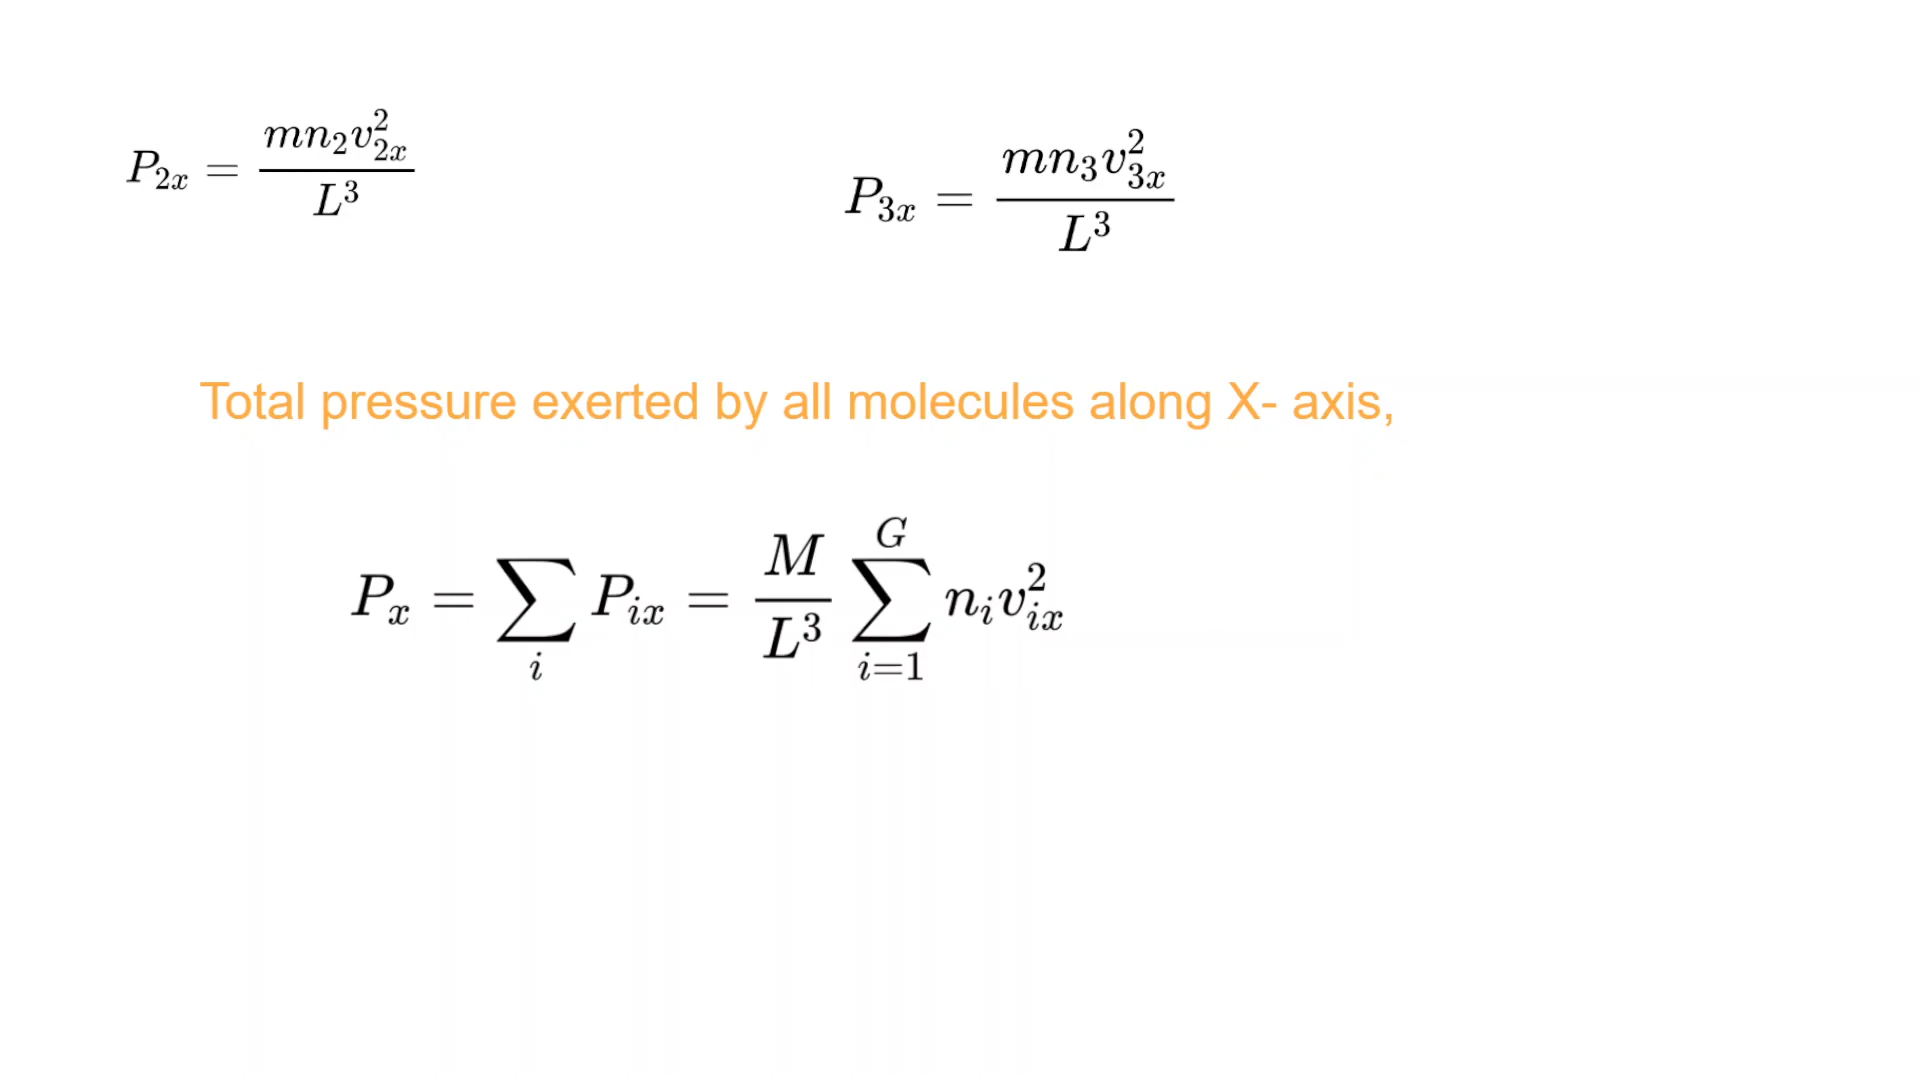 $P_{2x} = \frac{mn_2v_{2x}^2}{L^3}$
$P_{3x} = \frac{mn_3v_{3x}^2}{L^3}$
Total pressure exerted by all molecules along X- axis,
$P_x = \sum_i P_{ix} = \frac{M}{L^3} \sum_{i=1}^{G} n_i v_{ix}^2$